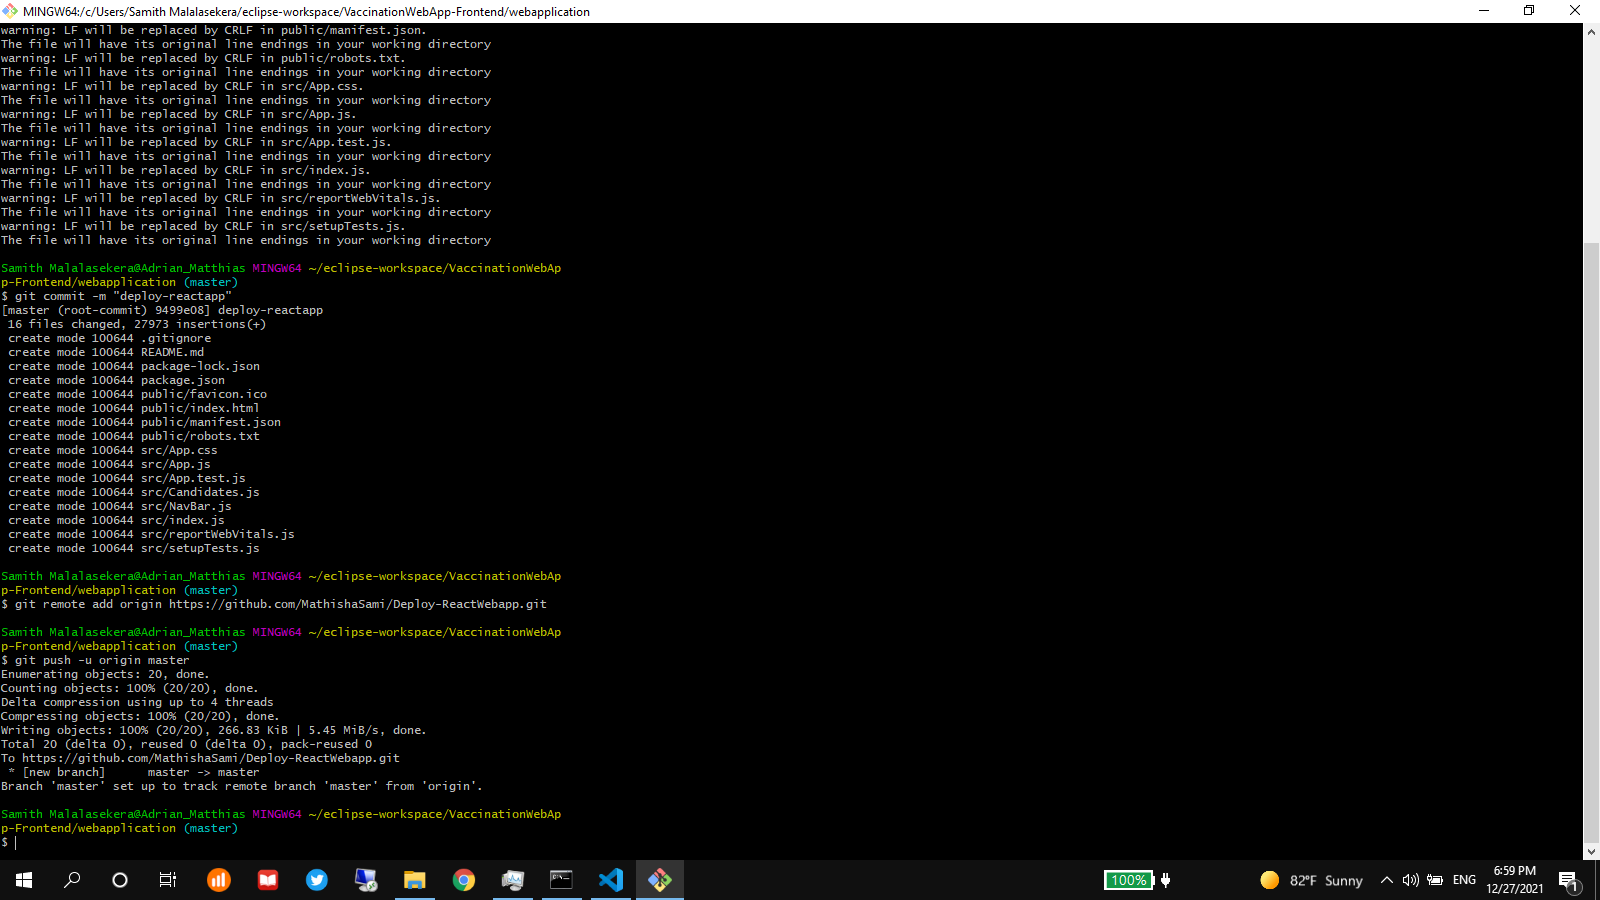 MINGW64:/c/Users/Samith Malalasekera/eclipse-workspace/VaccinationWebApp-Frontend/webapplication
warning: LF will be replaced by CRLF in public/manifest.json.
The file will have its original line endings in your working directory
warning: LF will be replaced by CRLF in public/robots.txt.
The file will have its original line endings in your working directory
warning: LF will be replaced by CRLF in src/App.css.
The file will have its original line endings in your working directory
warning: LF will be replaced by CRLF in src/App.js.
The file will have its original line endings in your working directory
warning: LF will be replaced by CRLF in src/App.test.js.
The file will have its original line endings in your working directory
warning: LF will be replaced by CRLF in src/index.js.
The file will have its original line endings in your working directory
warning: LF will be replaced by CRLF in src/reportWebVitals.js.
The file will have its original line endings in your working directory
warning: LF will be replaced by CRLF in src/setupTests.js.
The file will have its original line endings in your working directory
Samith Malalasekera@Adrian_Matthias MINGW64 ~/eclipse-workspace/VaccinationWebAp
p-Frontend/webapplication (master)
$ git commit -m "deploy-reactapp"
[master (root-commit) 9499e08] deploy-reactapp
16 files changed, 27973 insertions(+)
create mode 100644 .gitignore
create mode 100644 README.md
create mode 100644 package-lock.json
create mode 100644 package.json
create mode 100644 public/favicon.ico
create mode 100644 public/index.html
create mode 100644 public/manifest.json
create mode 100644 public/robots.txt
create mode 100644 src/App.css
create mode 100644 src/App.js
create mode 100644 src/App.test.js
create mode 100644 src/Candidates.js
create mode 100644 src/NavBar.js
create mode 100644 src/index.js
create mode 100644 src/reportWebVitals.js
create mode 100644 src/setupTests.js
Samith Malalasekera@Adrian_Matthias MINGW64 ~/eclipse-workspace/VaccinationWebAp
p-Frontend/webapplication (master)
$ git remote add origin https://github.com/MathishaSami/Deploy-ReactWebapp.git
Samith Malalasekera@Adrian_Matthias MINGW64 ~/eclipse-workspace/VaccinationWebAp
p-Frontend/webapplication (master)
$ git push -u origin master
Enumerating objects: 20, done.
Counting objects: 100% (20/20), done.
Delta compression using up to 4 threads
Compressing objects: 100% (20/20), done.
Writing objects: 100% (20/20), 266.83 KiB | 5.45 MiB/s, done.
Total 20 (delta 0), reused 0 (delta 0), pack-reused 0
To https://github.com/MathishaSami/Deploy-ReactWebapp.git
* [new branch]      master -> master
Branch 'master' set up to track remote branch 'master' from 'origin'.
Samith Malalasekera@Adrian_Matthias MINGW64 ~/eclipse-workspace/VaccinationWebAp
p-Frontend/webapplication (master)
$
100%
82°F Sunny
ENG
6:59 PM
12/27/2021
1